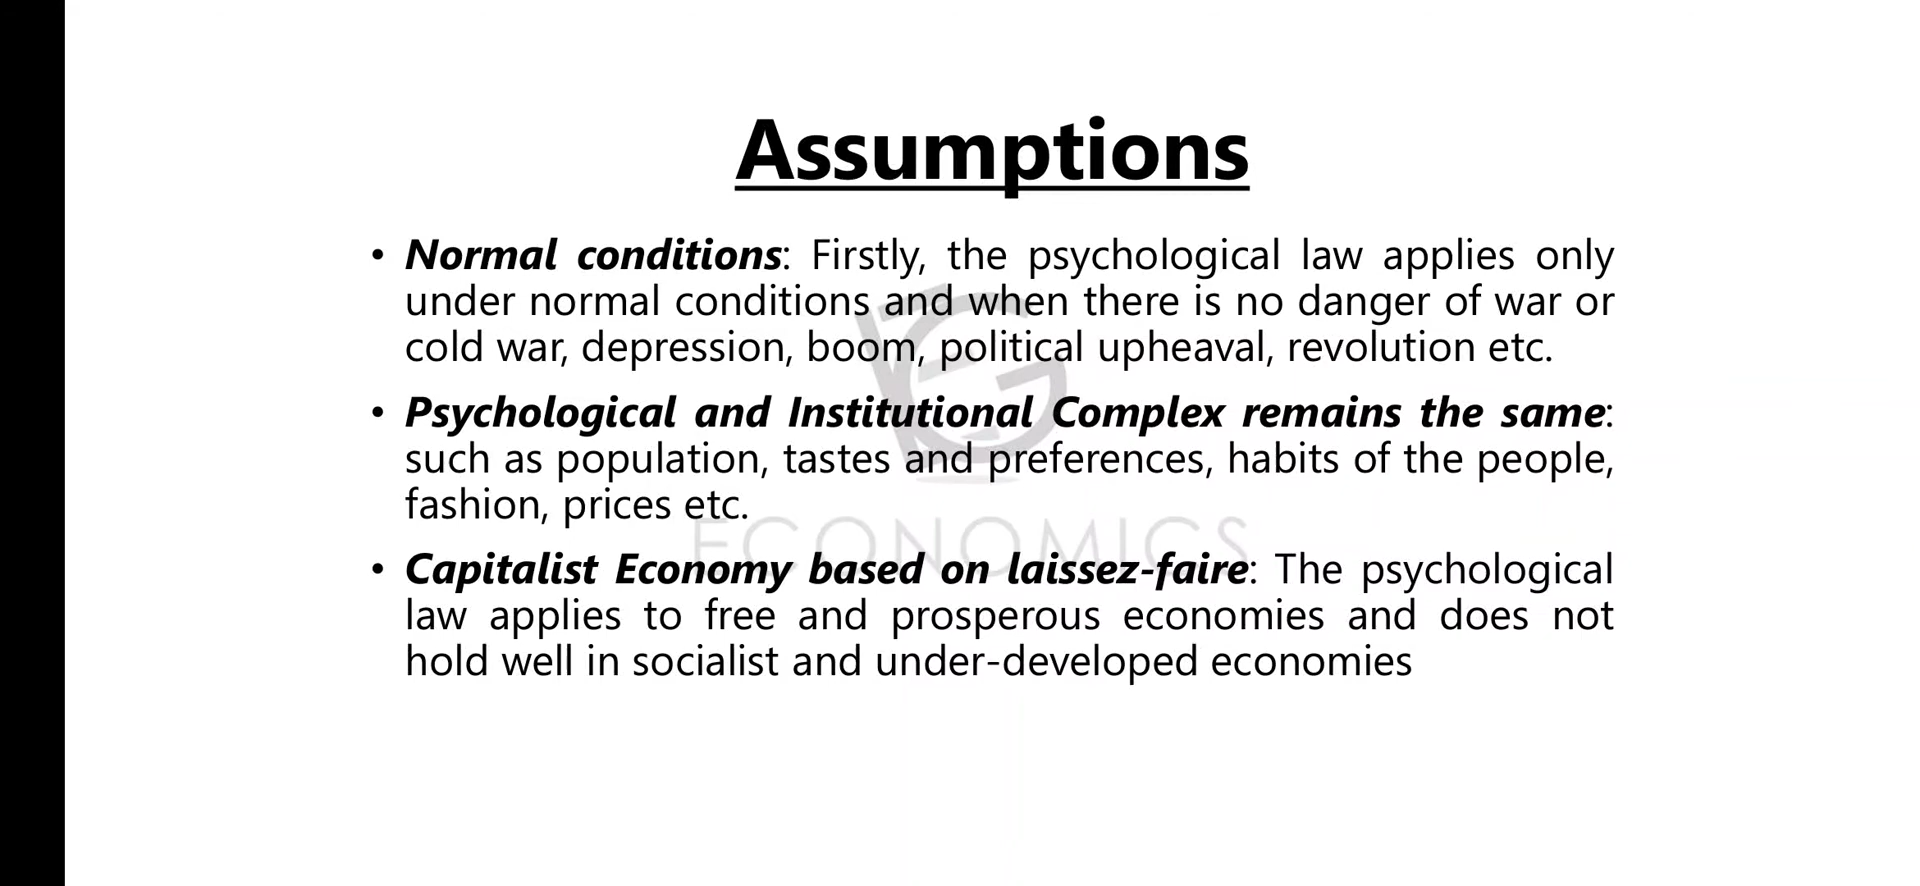 Assumptions
• Normal conditions: Firstly, the psychological law applies only
under normal conditions and when there is no danger of war or
cold war, depression, boom, political upheaval, revolution etc.
• Psychological and Institutional Complex remains the same:
such as population, tastes and preferences, habits of the people,
fashion, prices etc.
ECONOMICS
• Capitalist Economy based on laissez-faire: The psychological
law applies to free and prosperous economies and does not
hold well in socialist and under-developed economies